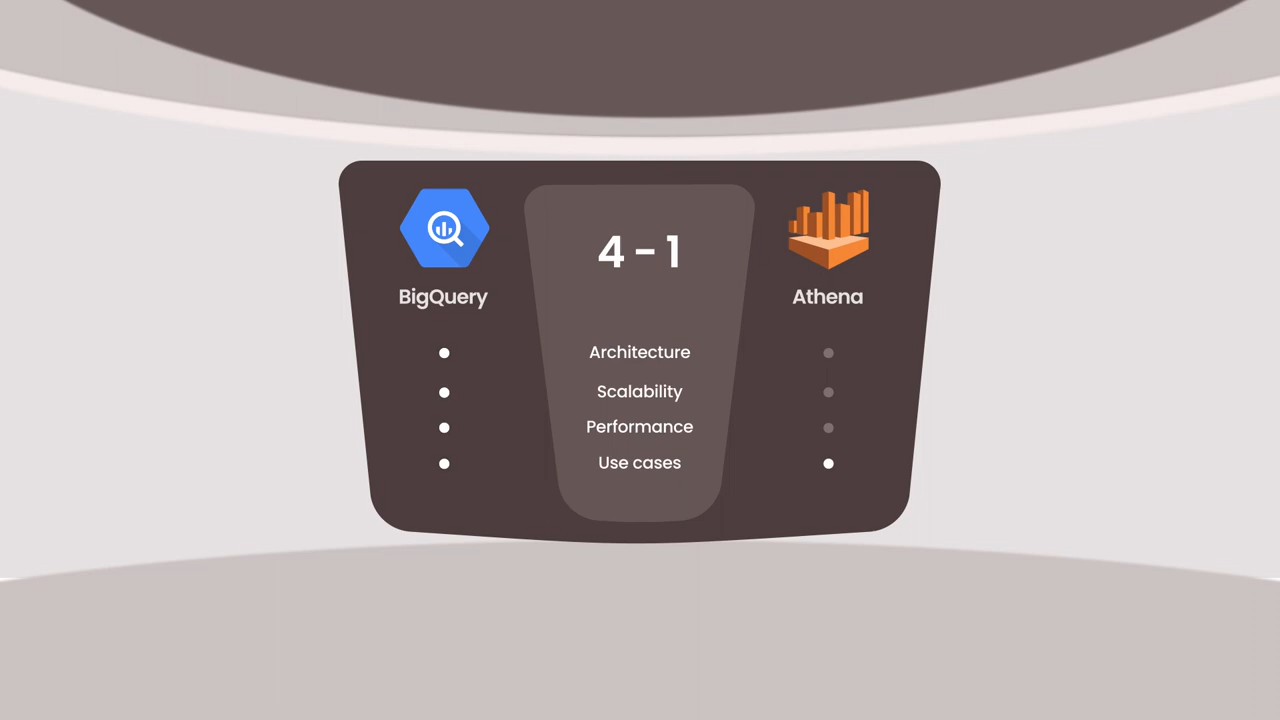 4 - 1
BigQuery
Athena
Architecture
Scalability
Performance
Use cases